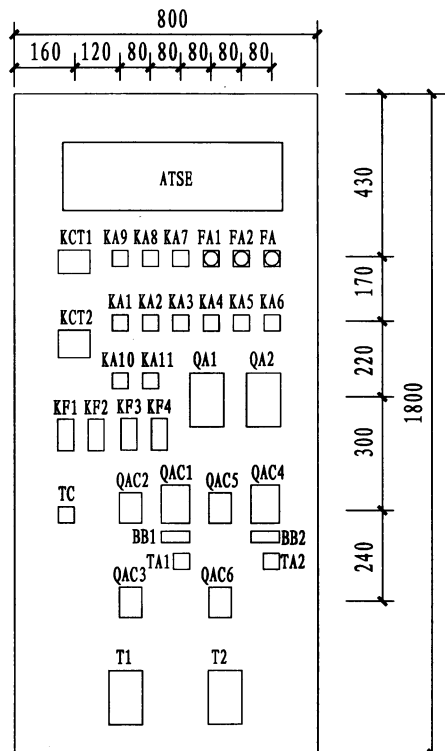 800
160 120 80 80 80 80 80
ATSE
430
KCT1 KA9 KA8 KA7 FA1 FA2 FA
170
KA1 KA2 KA3 KA4 KA5 KA6
KCT2
220
KA10 KA11 QA1 QA2
1800
KF1 KF2 KF3 KF4
300
TC QAC2 QAC1 QAC5 QAC4
BB1 BB2
TA1 TA2
240
QAC3 QAC6
T1 T2